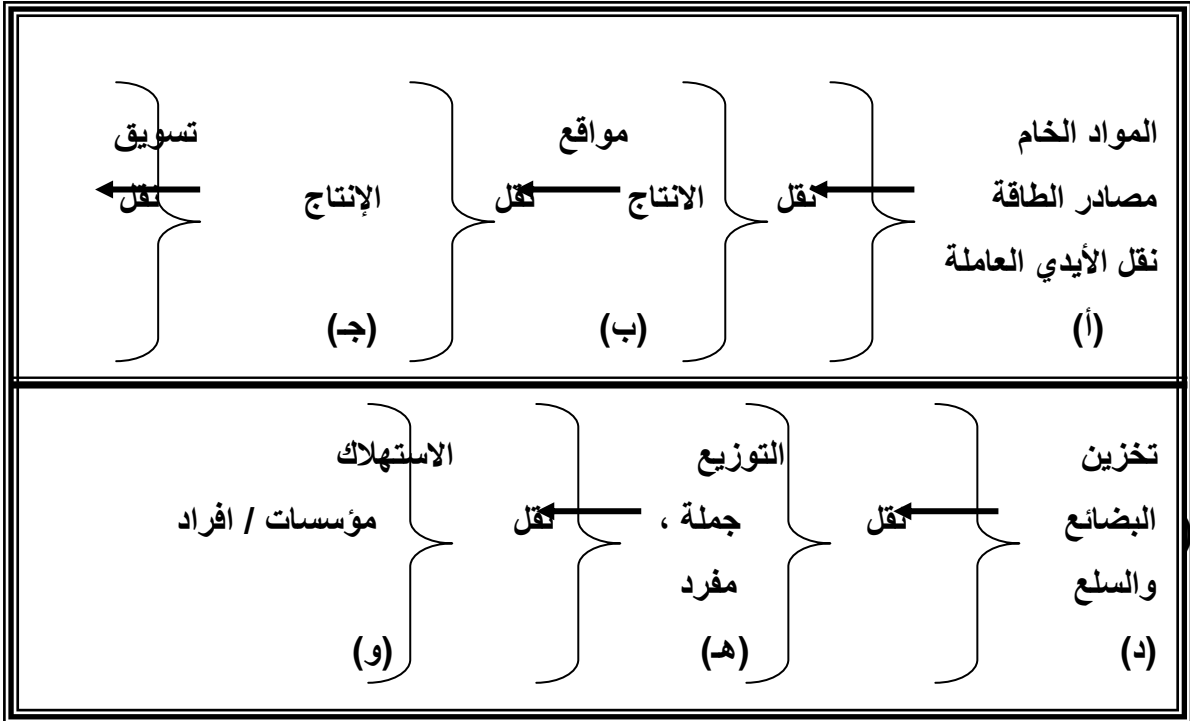 المواد الخام مواقع تسويق
مصادر الطاقة نقل الانتاج نقل الإنتاج نقل
نقل الأيدي العاملة
(أ) (ب) (جـ)
تخزين التوزيع الاستهلاك
البضائع نقل جملة ، نقل مؤسسات / افراد
والسلع مفرد
(د) (هـ) (و)